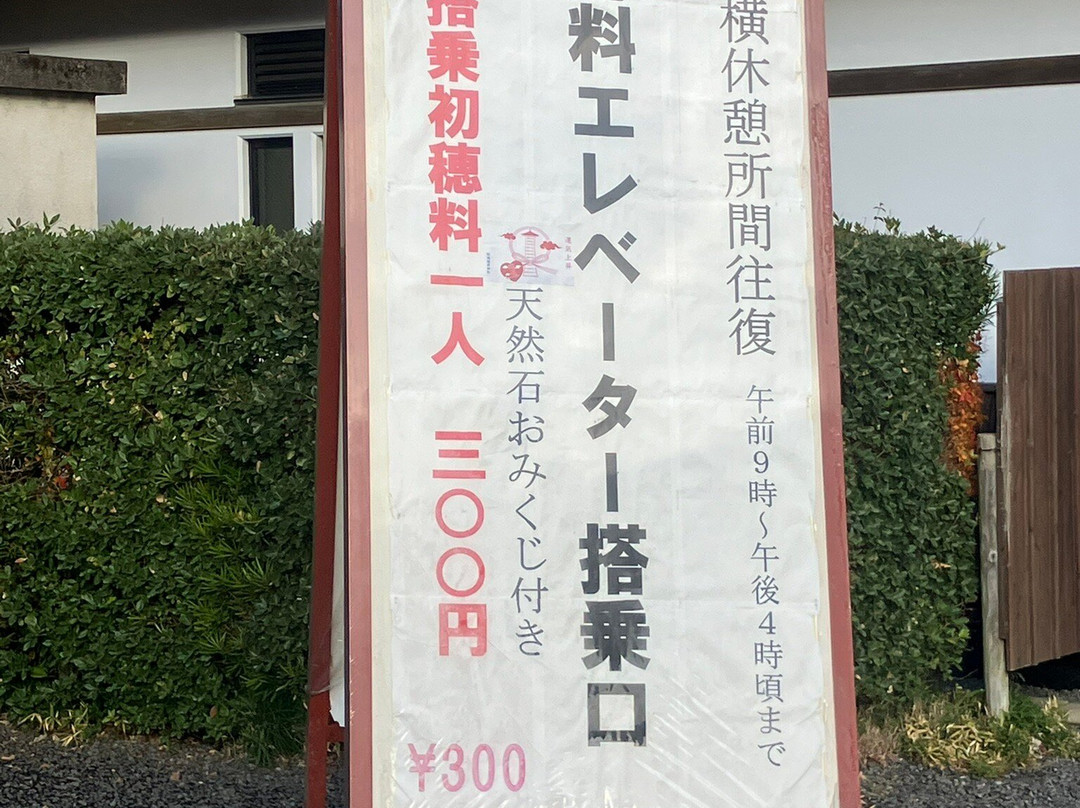 横休憩所間往復 午前9時～午後4時頃まで
料エレベーター搭乗口
天然石おみくじ付き
搭乗初穂料一人 三〇〇円
¥300